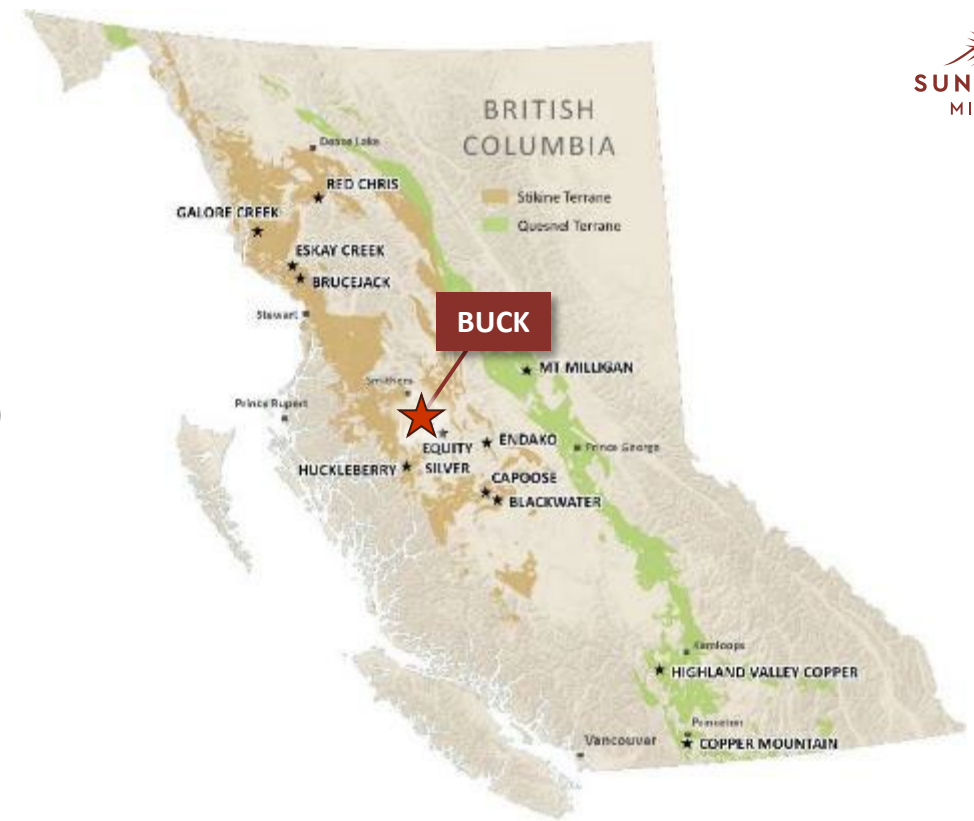 SUN
MI
BRITISH
COLUMBIA
Stikine Terrane
Quesnel Terrane
Dease Lake
RED CHRIS
GALORE CREEK
ESKAY CREEK
BRUCEJACK
Stewart
BUCK
MT MILLIGAN
Smithers
Prince Rupert
EQUITY
SILVER
ENDAKO
Prince George
HUCKLEBERRY
CAPOOSE
BLACKWATER
Kamloops
HIGHLAND VALLEY COPPER
Princeton
Vancouver
COPPER MOUNTAIN